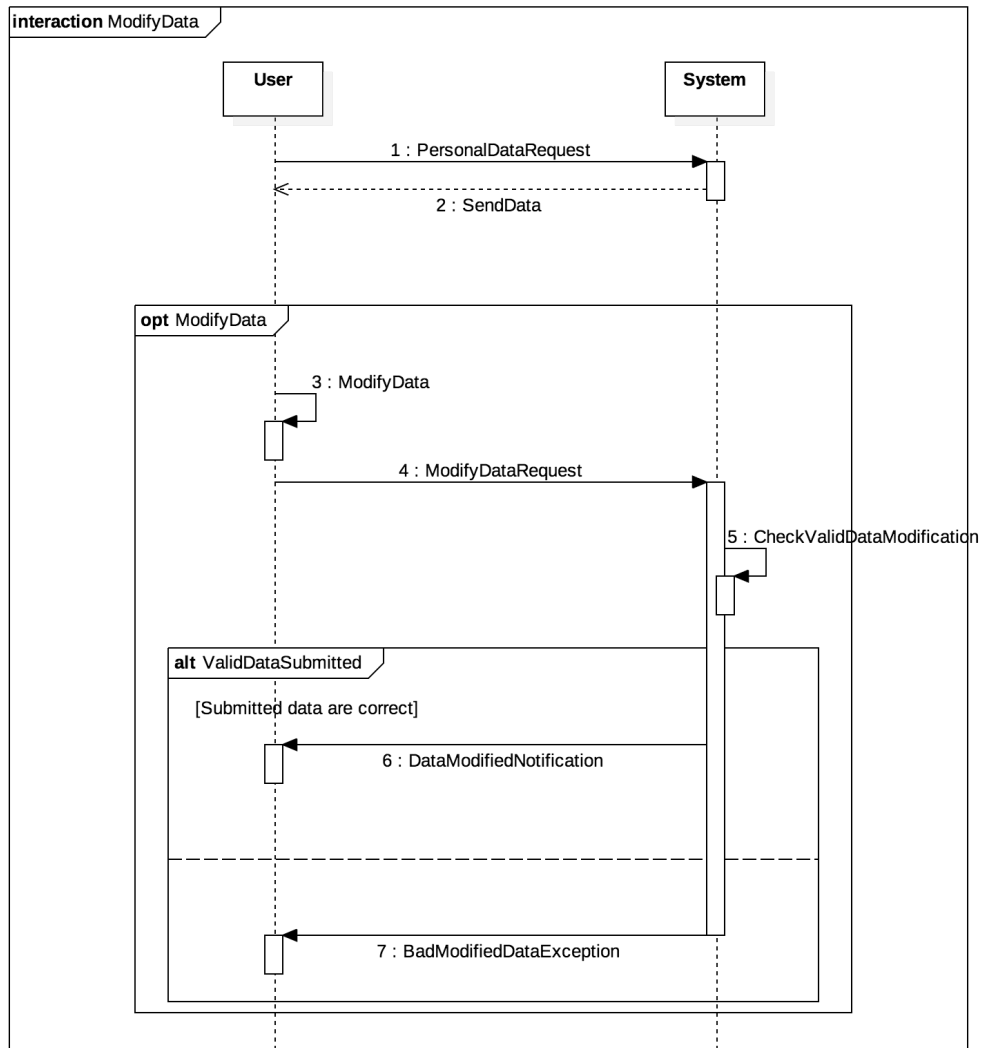 interaction ModifyData
User
System
1 : PersonalDataRequest
2 : SendData
opt ModifyData
3 : ModifyData
4 : ModifyDataRequest
5 : CheckValidDataModification
alt ValidDataSubmitted
[Submitted data are correct]
6 : DataModifiedNotification
7 : BadModifiedDataException